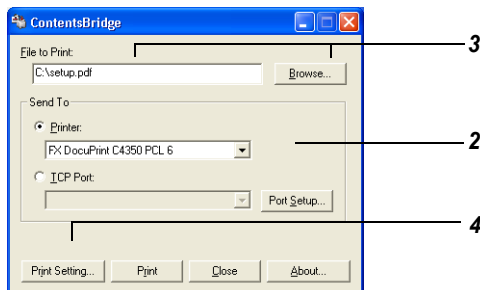 ContentsBridge
File to Print:
3
C:\setup.pdf
Browse...
Send To
Printer:
2
FX DocuPrint C4350 PCL 6
TCP Port:
Port Setup...
4
Print Setting...
Print
Close
About...